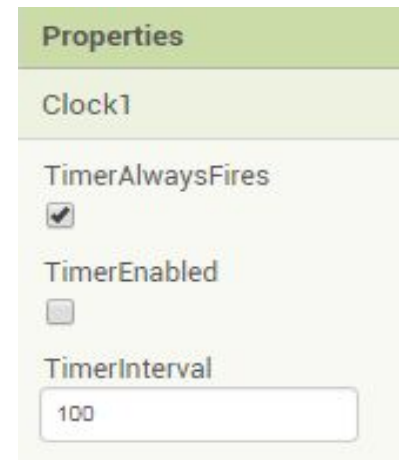 Properties
Clock1
TimerAlwaysFires
TimerEnabled
TimerInterval
100